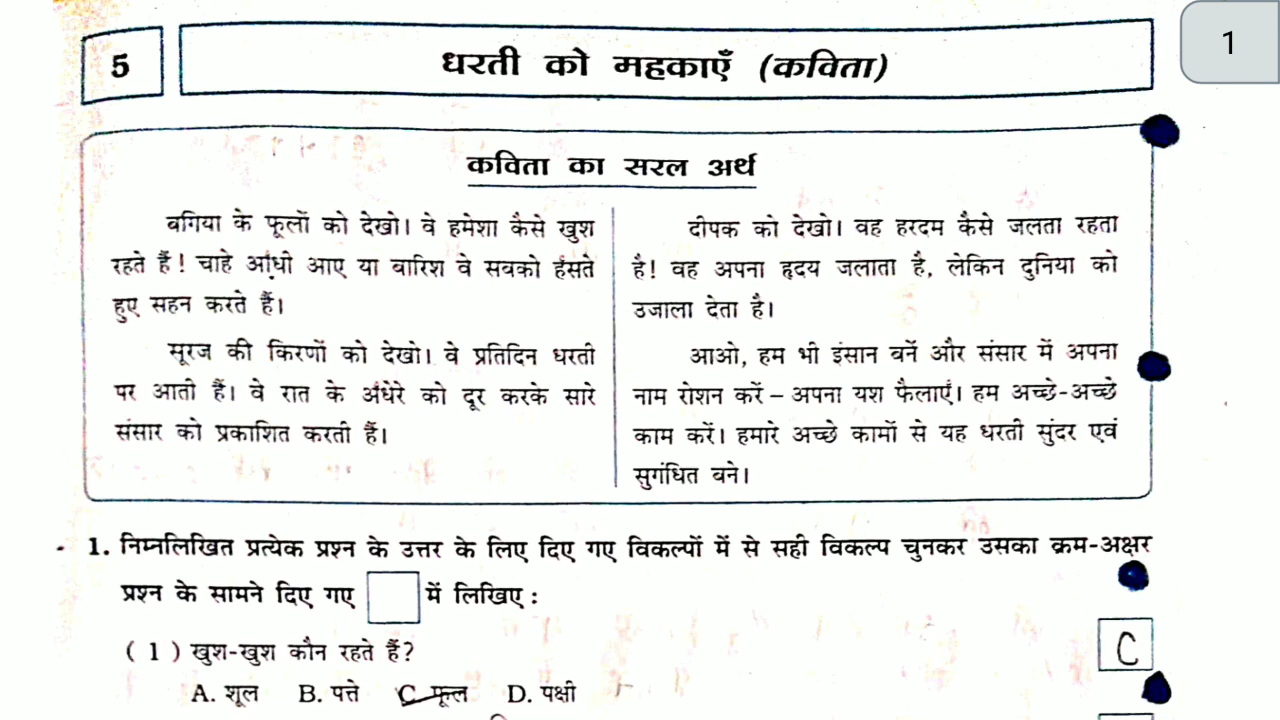 1
5
धरती को महकाएँ (कविता)
कविता का सरल अर्थ
बगिया के फूलों को देखो। वे हमेशा कैसे खुश
रहते हैं! चाहे आँधी आए या बारिश वे सबको हँसते
हुए सहन करते हैं।
सूरज की किरणों को देखो। वे प्रतिदिन धरती
पर आती हैं। वे रात के अँधेरे को दूर करके सारे
संसार को प्रकाशित करती हैं।
दीपक को देखो। वह हरदम कैसे जलता रहता
है! वह अपना हृदय जलाता है, लेकिन दुनिया को
उजाला देता है।
आओ, हम भी इंसान बनें और संसार में अपना
नाम रोशन करें – अपना यश फैलाएँ। हम अच्छे-अच्छे
काम करें। हमारे अच्छे कामों से यह धरती सुंदर एवं
सुगंधित बने।
1. निम्नलिखित प्रत्येक प्रश्न के उत्तर के लिए दिए गए विकल्पों में से सही विकल्प चुनकर उसका क्रम-अक्षर
प्रश्न के सामने दिए गए में लिखिए :
( 1 ) खुश-खुश कौन रहते हैं? C
A. शूल B. पत्ते C. फूल D. पक्षी